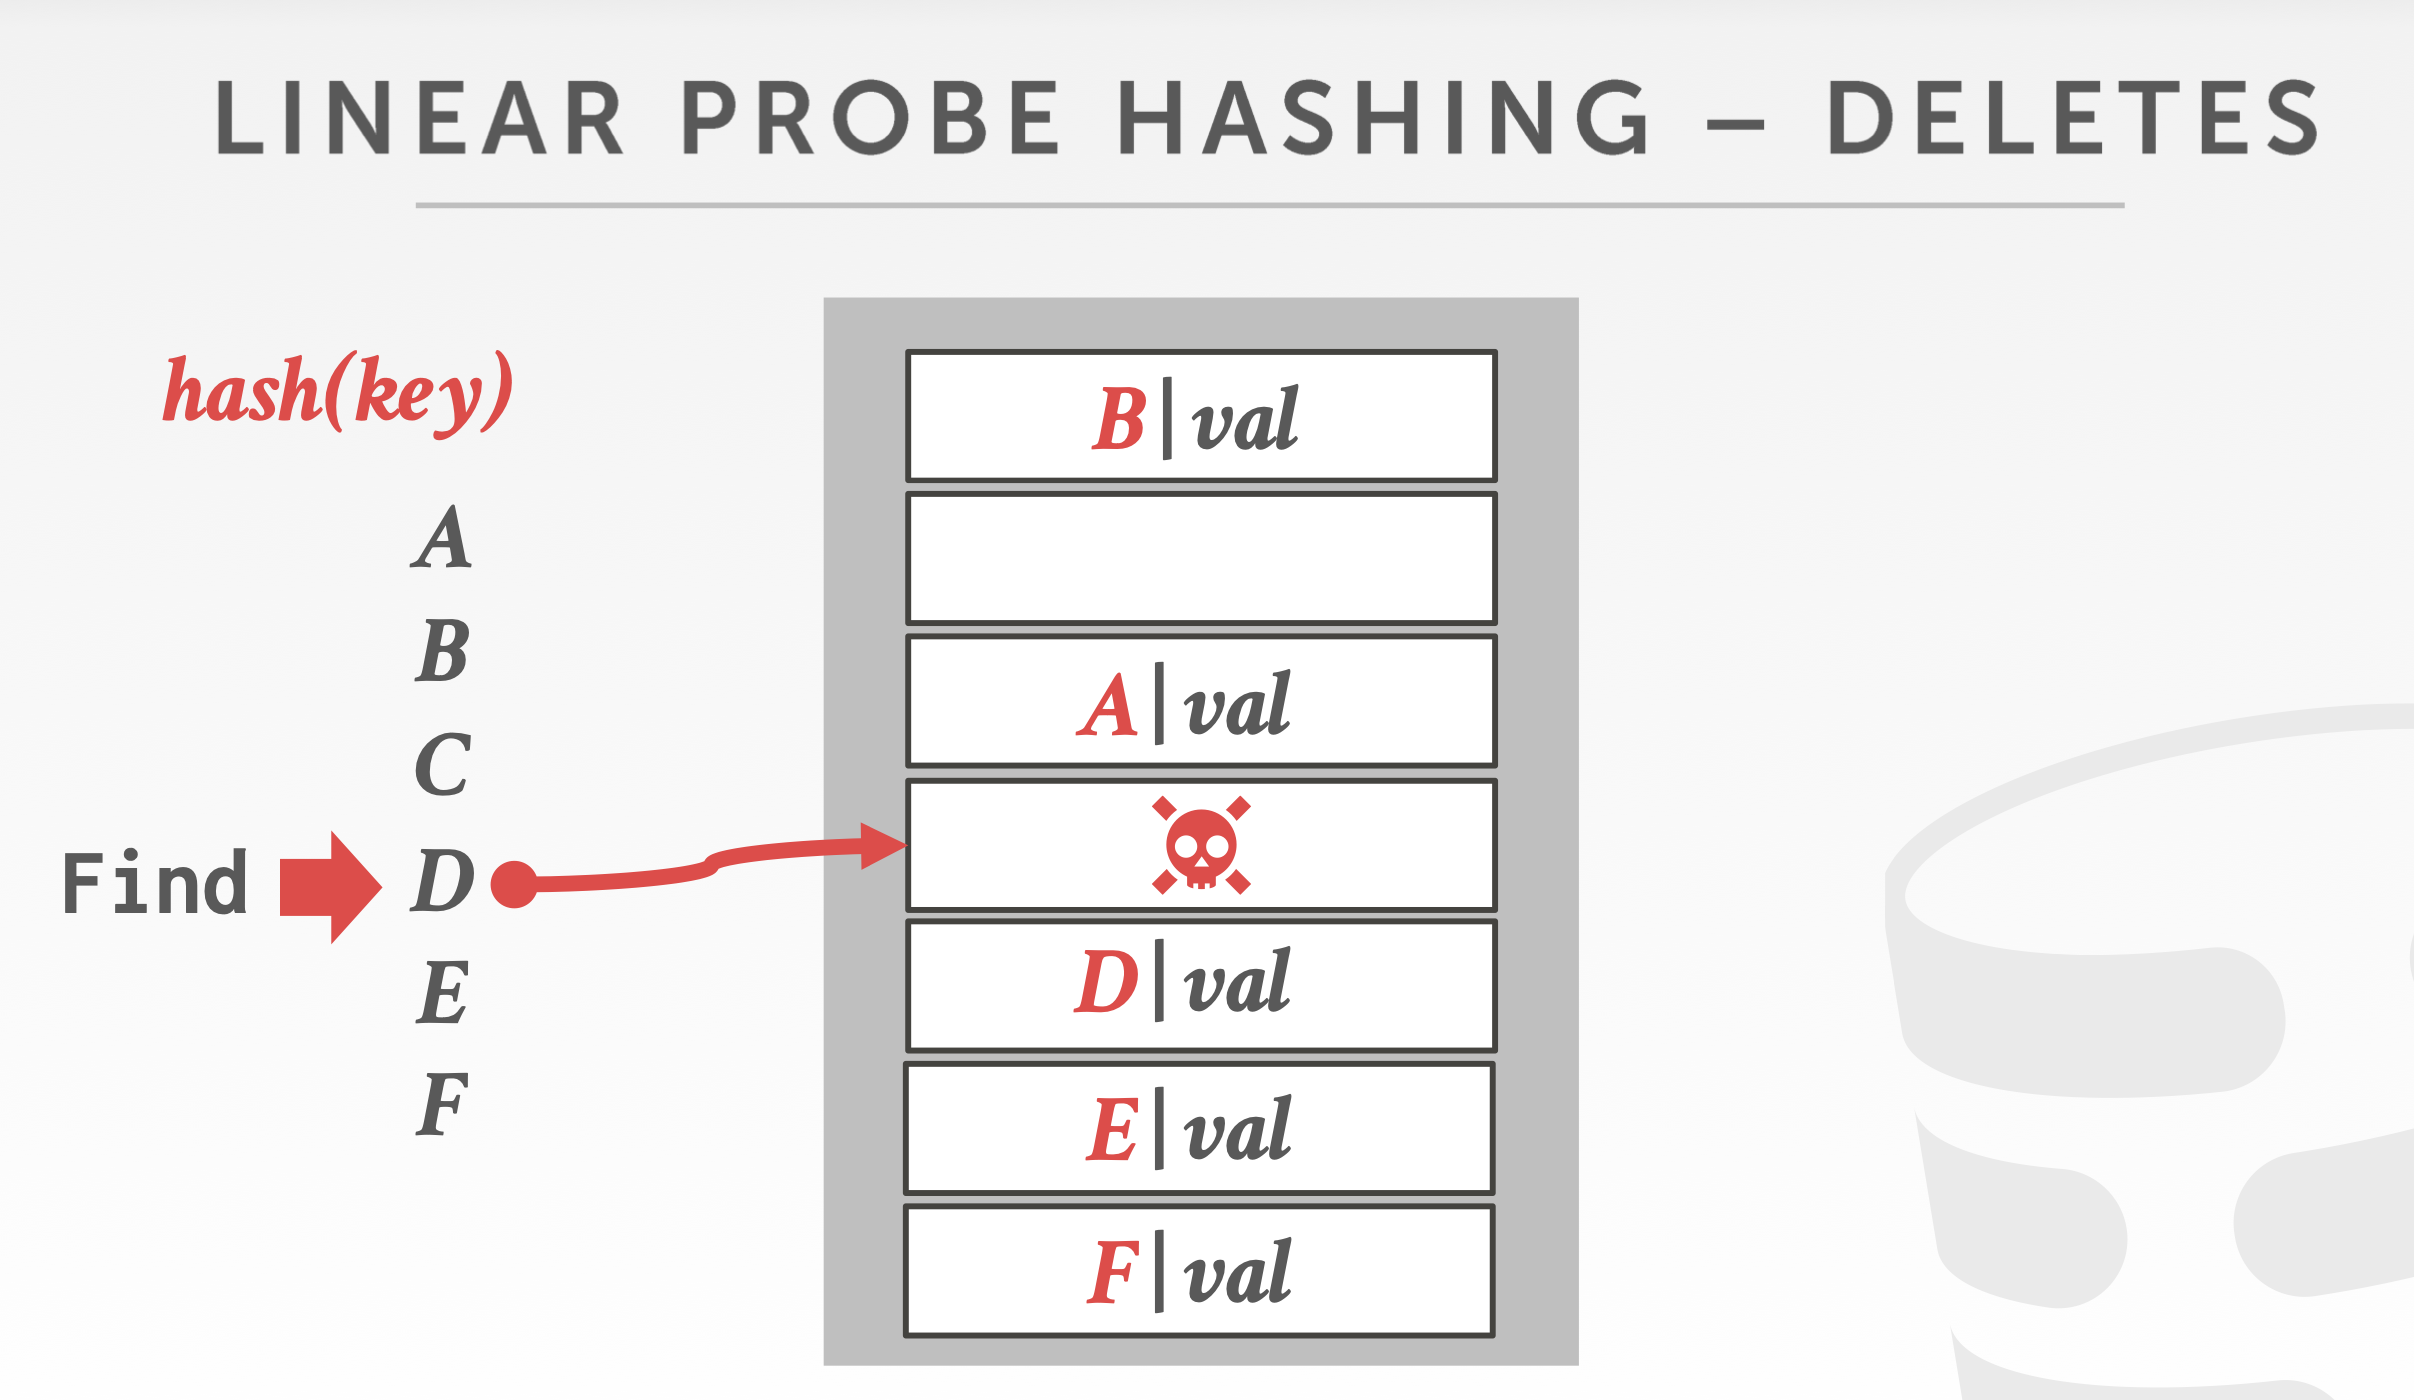 LINEAR PROBE HASHING – DELETES
hash(key)
A
B
C
Find D
E
F
B|val
A|val
D|val
E|val
F|val